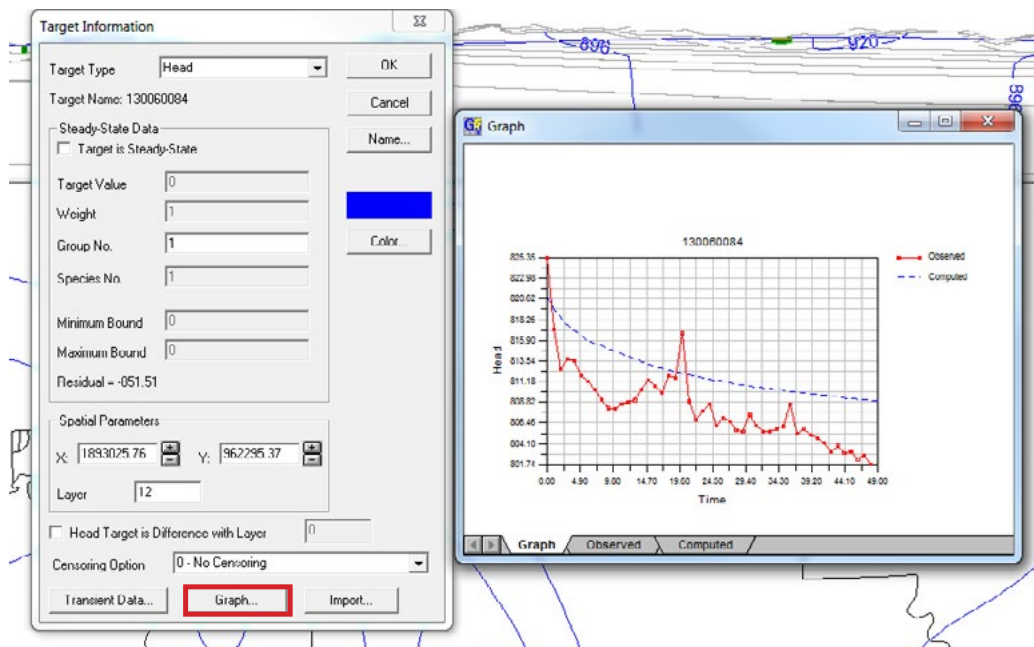 Target Information
Target Type Head
OK
Target Name: 130060084
Cancel
Steady-State Data
Name...
Target is Steady-State
Target Value 0
Weight 1
Group No. 1
Color...
Species No. 1
Minimum Bound 0
Maximum Bound 0
Residual = -851.51
Spatial Parameters
X: 1893025.76 Y: 962295.37
Layer 12
Head Target is Difference with Layer 0
Censoring Option 0 - No Censoring
Transient Data... Graph... Import...
896
920
896
Graph
130060084
Observed
Computed
Head
825.35
822.98
820.62
818.26
815.90
813.54
811.18
808.82
806.46
804.10
801.74
0.00 4.90 9.80 14.70 19.60 24.50 29.40 34.30 39.20 44.10 49.00
Time
Graph Observed Computed